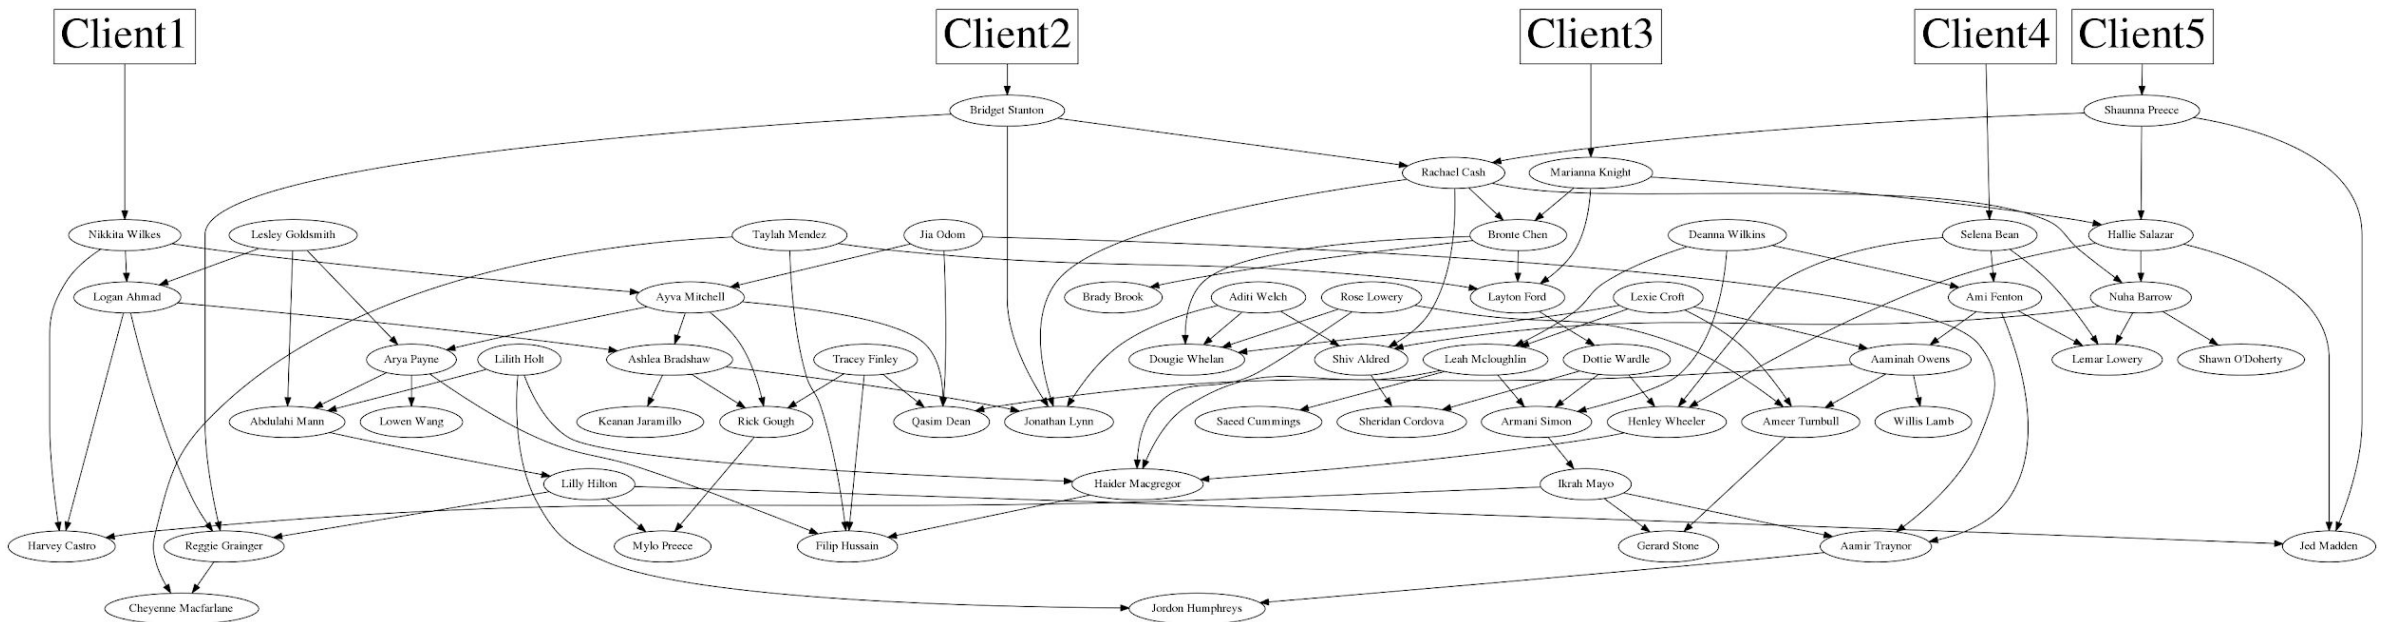 Client1
Client2
Client3
Client4
Client5
Bridget Stanton
Shaunna Preece
Rachael Cash
Marianna Knight
Nikkita Wilkes
Lesley Goldsmith
Taylah Mendez
Jia Odom
Bronte Chen
Deanna Wilkins
Selena Bean
Hallie Salazar
Logan Ahmad
Ayva Mitchell
Brady Brook
Aditi Welch
Rose Lowery
Layton Ford
Lexie Croft
Ami Fenton
Nuha Barrow
Arya Payne
Lilith Holt
Ashlea Bradshaw
Tracey Finley
Dougie Whelan
Shiv Aldred
Leah Mcloughlin
Dottie Wardle
Aaminah Owens
Lemar Lowery
Shawn O'Doherty
Abdulahi Mann
Lowen Wang
Keanan Jaramillo
Rick Gough
Qasim Dean
Jonathan Lynn
Saeed Cummings
Sheridan Cordova
Armani Simon
Henley Wheeler
Ameer Turnbull
Willis Lamb
Lilly Hilton
Haider Macgregor
Ikrah Mayo
Harvey Castro
Reggie Grainger
Mylo Preece
Filip Hussain
Gerard Stone
Aamir Traynor
Jed Madden
Cheyenne Macfarlane
Jordon Humphreys